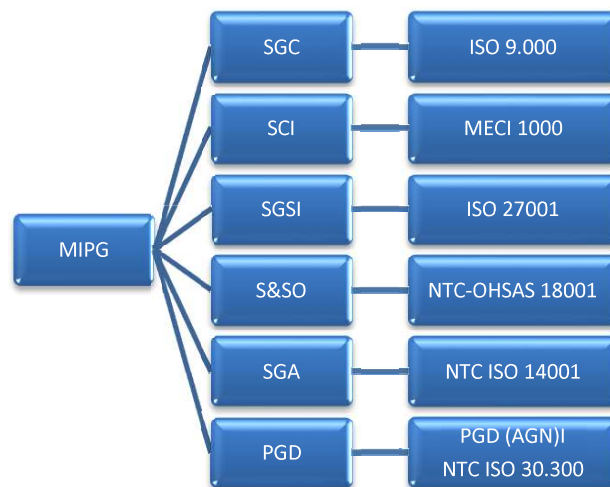 SGC
ISO 9.000
SCI
MECI 1000
SGSI
ISO 27001
MIPG
S&SO
NTC-OHSAS 18001
SGA
NTC ISO 14001
PGD
PGD (AGN)I
NTC ISO 30.300